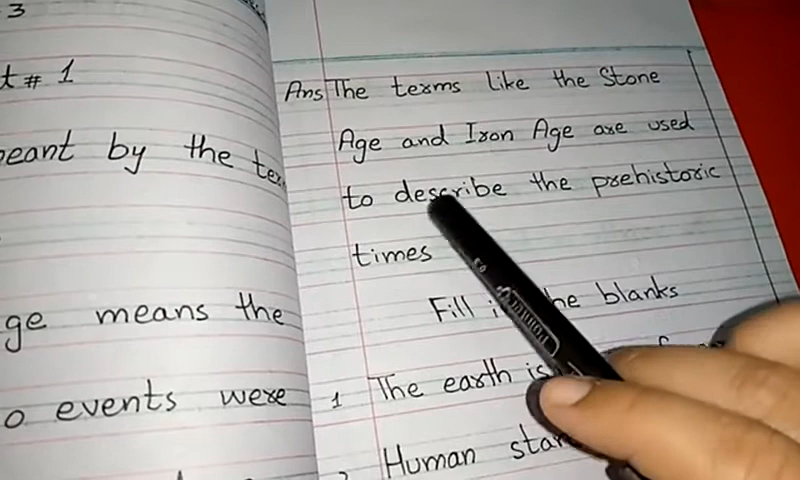 3
t # 1
eant by the te
ge means the
o events were
Ans The terms like the Stone
Age and Iron Age are used
to describe the prehistoric
times
Fill the blanks
1 The earth is
Human sta